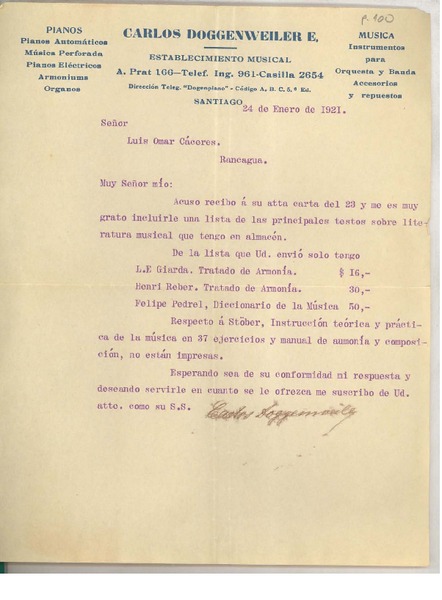 p. 100
PIANOS
Pianos Automáticos
Música Perforada
Pianos Eléctricos
Armoniums
Organos
CARLOS DOGGENWEILER E.
ESTABLECIMIENTO MUSICAL
A. Prat 166—Telef. Ing. 961-Casilla 2654
Dirección Teleg. "Dogenpiano" - Código A. B. C. 5.ª Ed.
SANTIAGO
MUSICA
Instrumentos
para
Orquesta y Banda
Accesorios
y repuestos
24 de Enero de 1921.
Señor
Luis Omar Cáceres.
Rancagua.
Muy Señor mío:
Acuso recibo á su atta carta del 23 y me es muy
grato incluirle una lista de las principales testos sobre lite-
ratura musical que tengo en almacén.
De la lista que Ud. envió solo tengo
L.E Giarda. Tratado de Armonía. $ 16,-
Henri Reber. Tratado de Armonía. 30,-
Felipe Pedrel, Diccionario de la Música 50,-
Respecto á Stöber, Instrucción teórica y prácti-
ca de la música en 37 ejercicios y manual de aumonía y compo-
sición, no están impresas.
Esperando sea de su conformidad mi respuesta y
deseando servirle en cuanto se le ofrezca me suscribo de Ud.
atto. como su S.S.
Carlos Doggenweiler